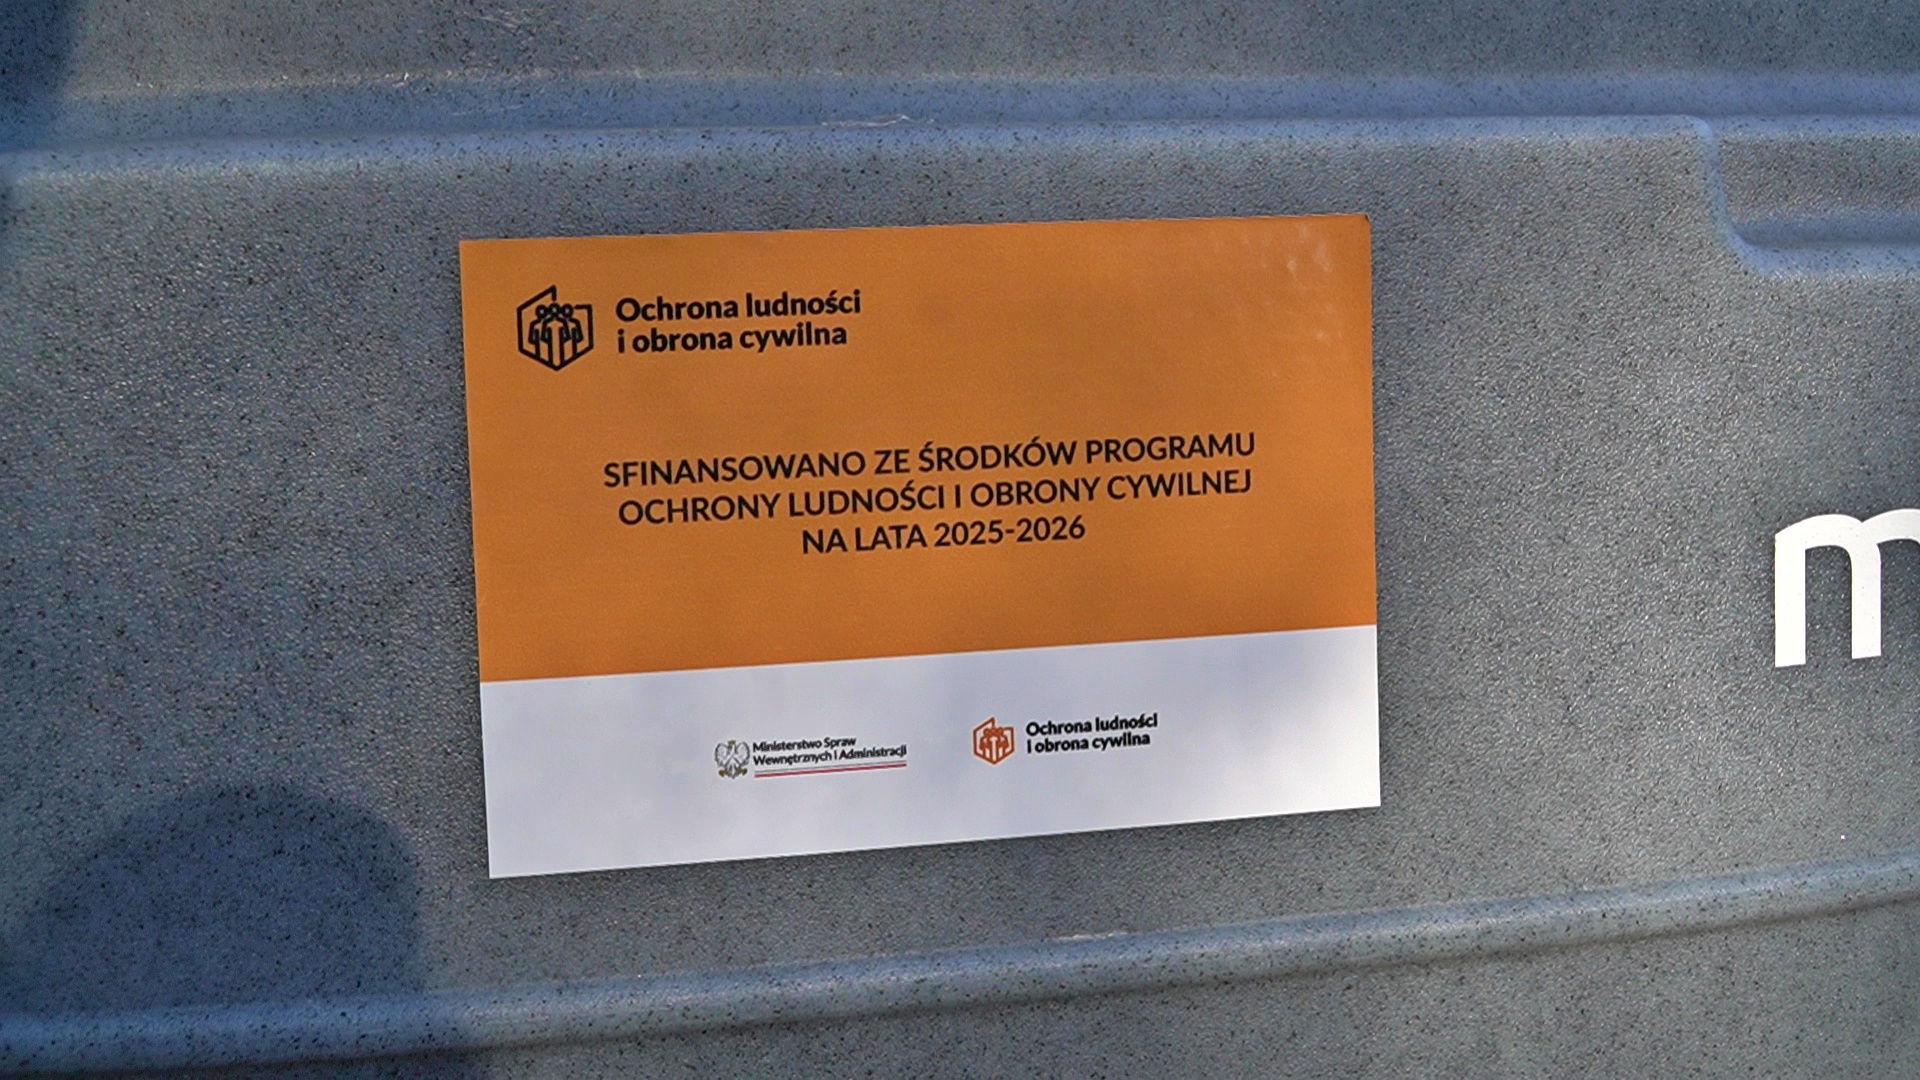 Ochrona ludności
i obrona cywilna
SFINANSOWANO ZE ŚRODKÓW PROGRAMU
OCHRONY LUDNOŚCI I OBRONY CYWILNEJ
NA LATA 2025-2026
Ministerstwo Spraw
Wewnętrznych i Administracji
Ochrona ludności
i obrona cywilna
m